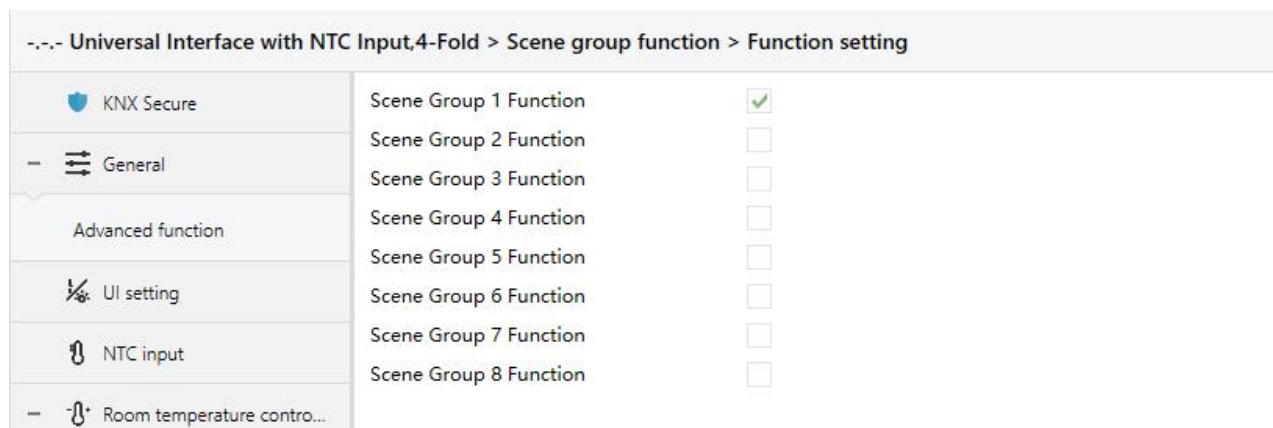 -.-.- Universal Interface with NTC Input,4-Fold > Scene group function > Function setting
KNX Secure
General
Advanced function
UI setting
NTC input
Room temperature contro...
Scene Group 1 Function
Scene Group 2 Function
Scene Group 3 Function
Scene Group 4 Function
Scene Group 5 Function
Scene Group 6 Function
Scene Group 7 Function
Scene Group 8 Function